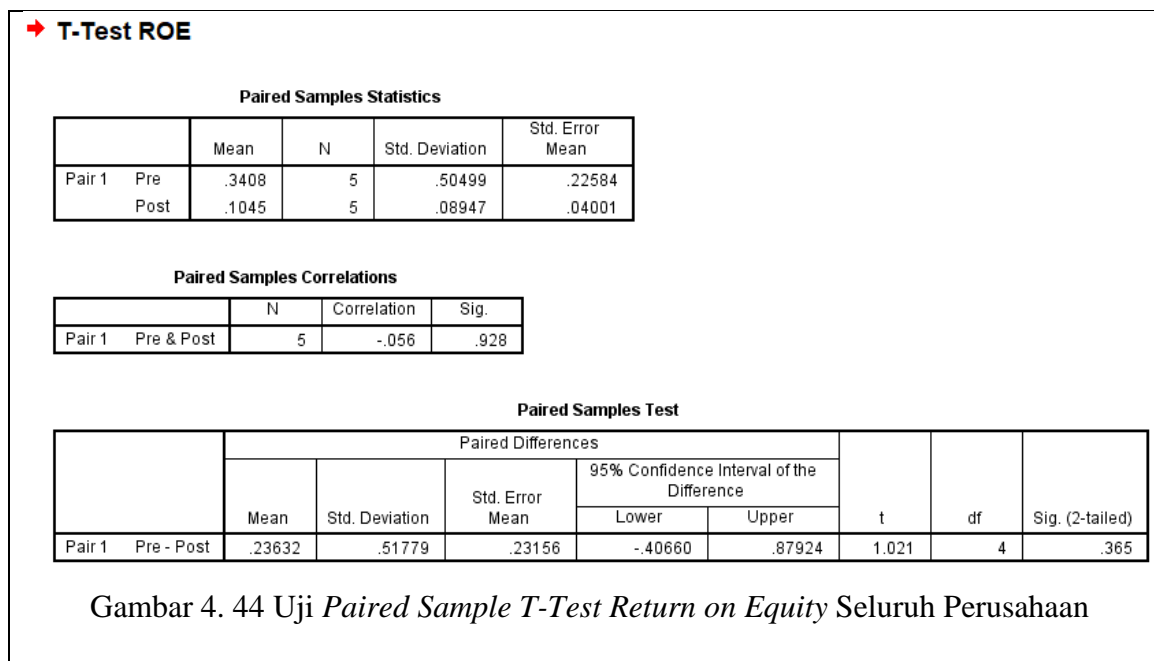 T-Test ROE
Paired Samples Statistics
Mean N Std. Deviation Std. Error Mean
Pair 1 Pre .3408 5 .50499 .22584
Post .1045 5 .08947 .04001
Paired Samples Correlations
N Correlation Sig.
Pair 1 Pre & Post 5 -.056 .928
Paired Samples Test
Paired Differences
95% Confidence Interval of the Difference
Mean Std. Deviation Std. Error Mean Lower Upper t df Sig. (2-tailed)
Pair 1 Pre - Post .23632 .51779 .23156 -.40660 .87924 1.021 4 .365
Gambar 4. 44 Uji Paired Sample T-Test Return on Equity Seluruh Perusahaan